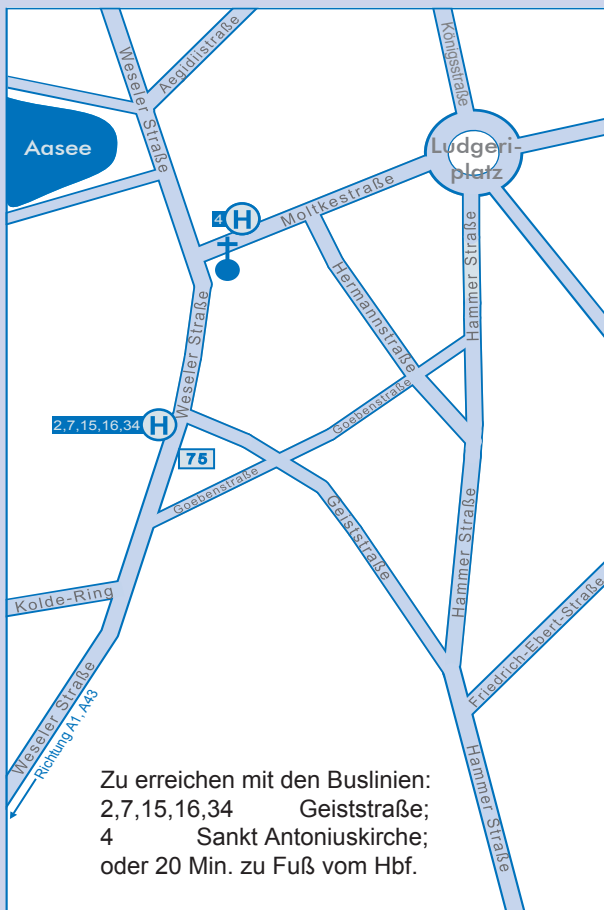 Weseler Straße
Aegidiistraße
Königsstraße
Aasee
Ludgeri-
platz
4 H
Moltkestraße
Hermannstraße
Hammer Straße
Weseler Straße
2,7,15,16,34 H
Goebenstraße
75
Goebenstraße
Geiststraße
Hammer Straße
Kolde-Ring
Friedrich-Ebert-Straße
Weseler Straße
Richtung A1, A43
Hammer Straße
Zu erreichen mit den Buslinien:
2,7,15,16,34 Geiststraße;
4 Sankt Antoniuskirche;
oder 20 Min. zu Fuß vom Hbf.